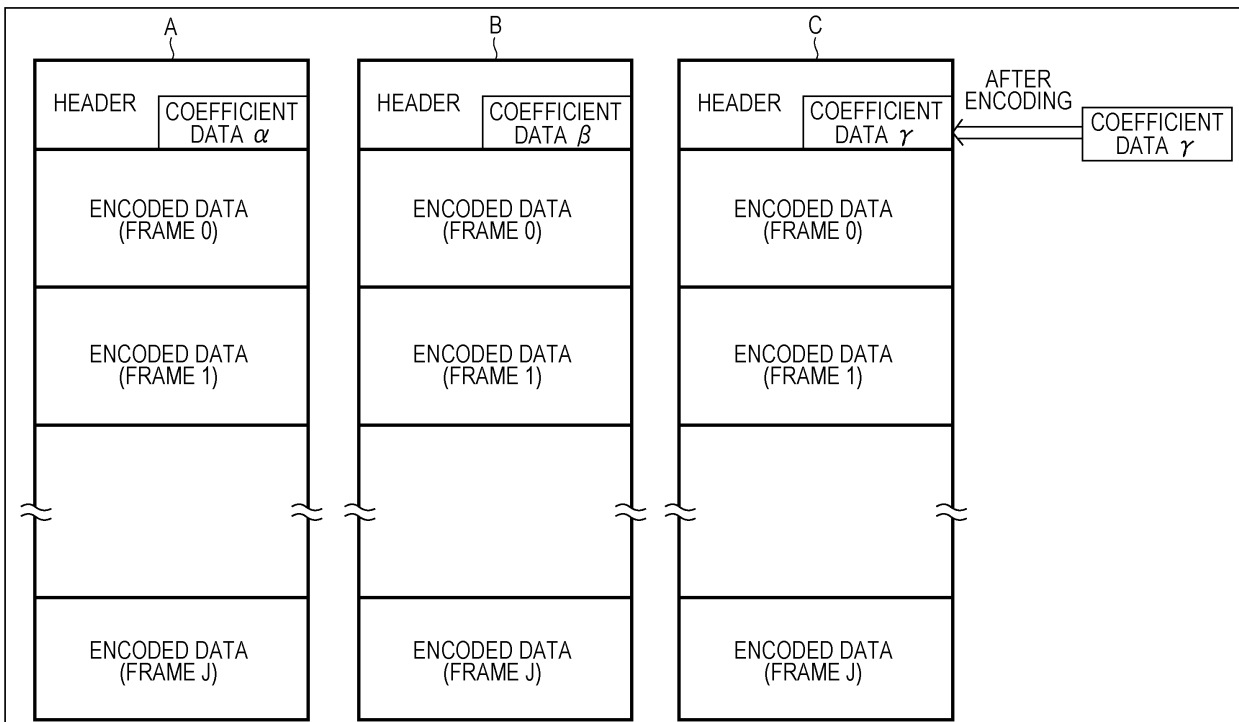 A
HEADER
COEFFICIENT
DATA α
ENCODED DATA
(FRAME 0)
ENCODED DATA
(FRAME 1)
ENCODED DATA
(FRAME J)
B
HEADER
COEFFICIENT
DATA β
ENCODED DATA
(FRAME 0)
ENCODED DATA
(FRAME 1)
ENCODED DATA
(FRAME J)
C
HEADER
COEFFICIENT
DATA γ
ENCODED DATA
(FRAME 0)
ENCODED DATA
(FRAME 1)
ENCODED DATA
(FRAME J)
AFTER
ENCODING
COEFFICIENT
DATA γ